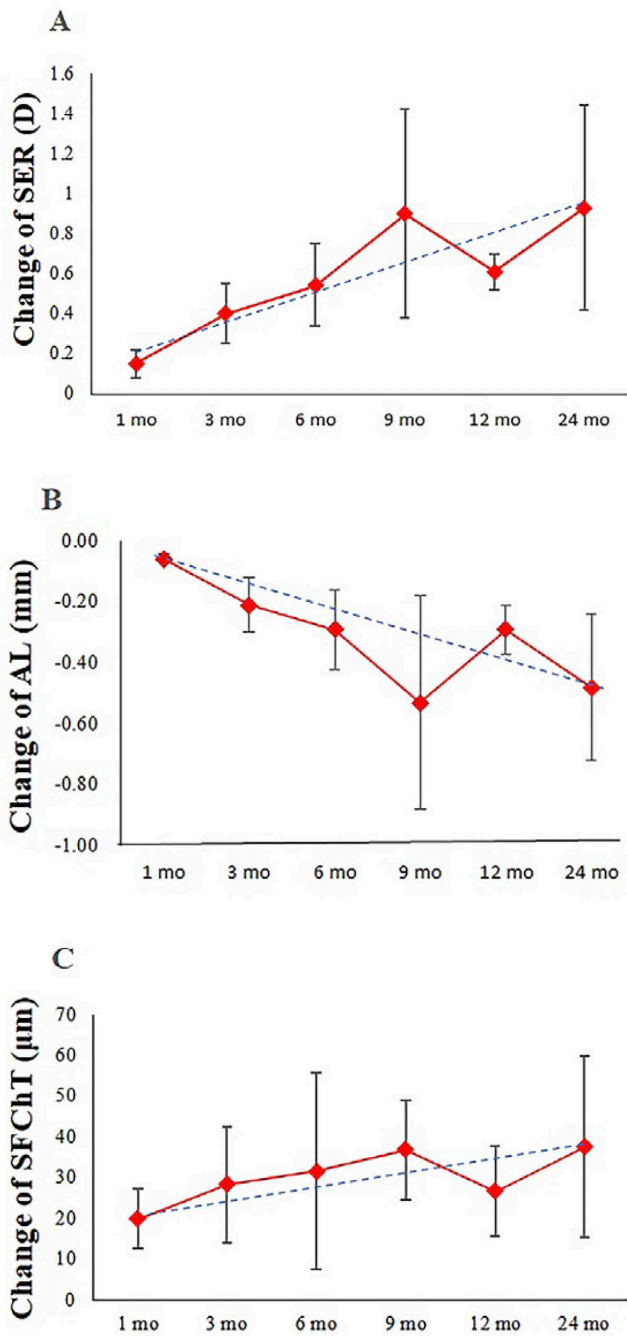 A
Change of SER (D)
1.6
1.4
1.2
1
0.8
0.6
0.4
0.2
0
1 mo 3 mo 6 mo 9 mo 12 mo 24 mo
B
Change of AL (mm)
0.00
-0.20
-0.40
-0.60
-0.80
-1.00
1 mo 3 mo 6 mo 9 mo 12 mo 24 mo
C
Change of SFChT (μm)
70
60
50
40
30
20
10
0
1 mo 3 mo 6 mo 9 mo 12 mo 24 mo